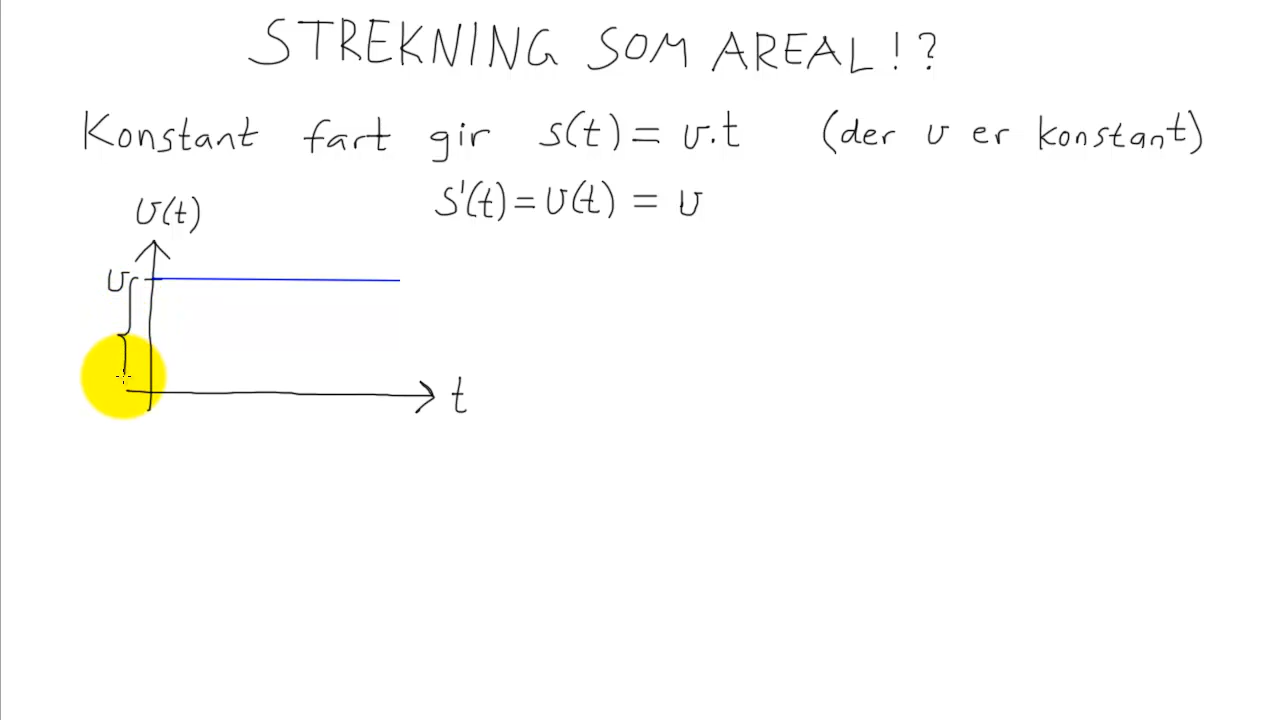 STREKNING SOM AREAL!?
Konstant fart gir s(t) = v·t (der v er konstant)
s'(t) = v(t) = v
v(t)
v
t